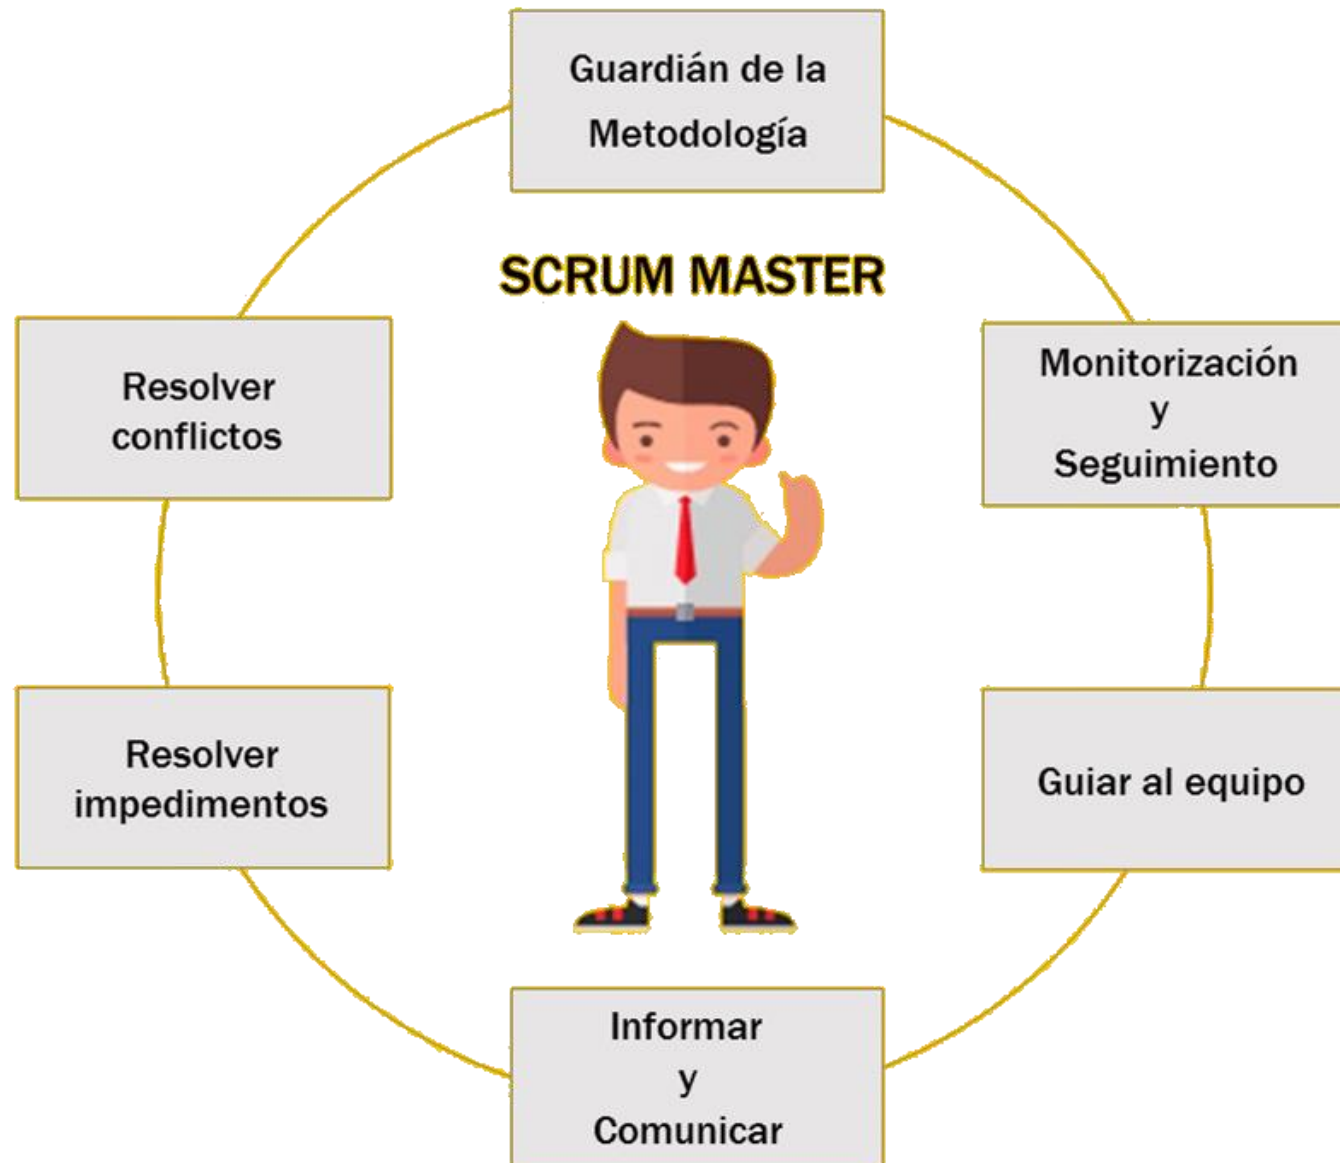 Guardián de la
Metodología
SCRUM MASTER
Resolver
conflictos
Monitorización
y
Seguimiento
Resolver
impedimentos
Guiar al equipo
Informar
y
Comunicar